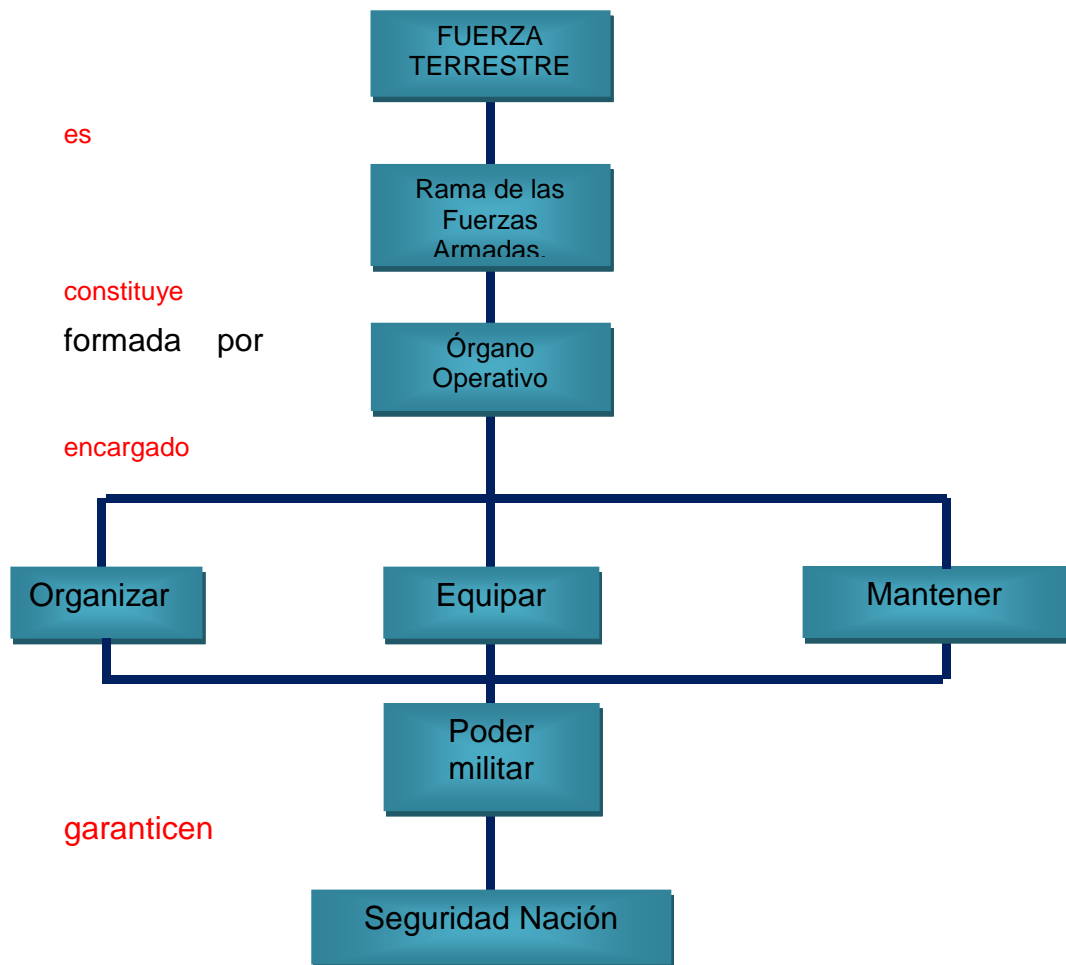 FUERZA
TERRESTRE
es
Rama de las
Fuerzas
Armadas.
constituye
formada por
Órgano
Operativo
encargado
Organizar
Equipar
Mantener
Poder
militar
garanticen
Seguridad Nación